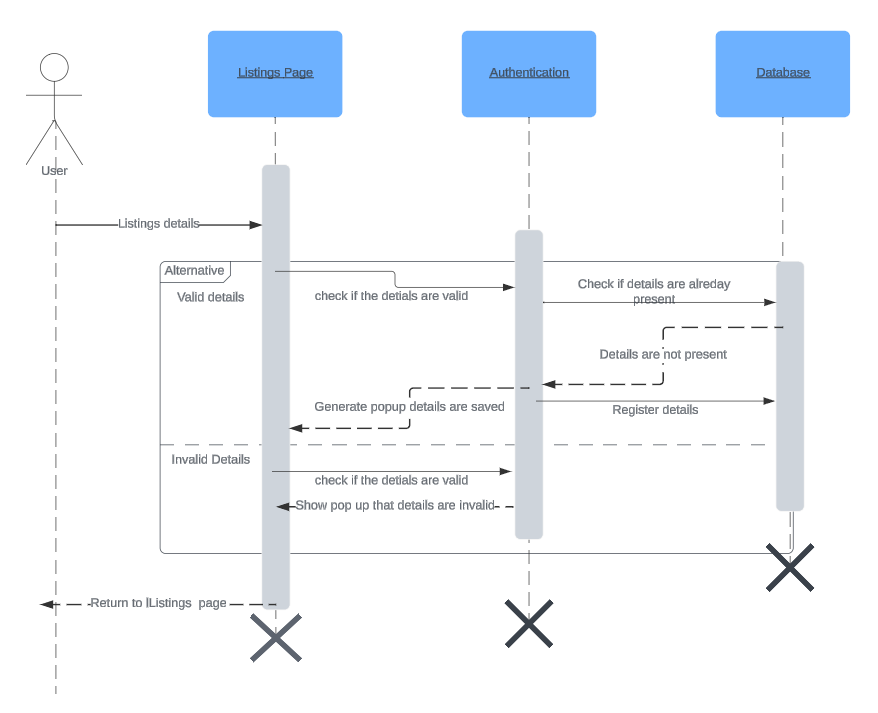 Listings Page
Authentication
Database
User
Listings details
Alternative
Valid details
check if the detials are valid
Check if details are alreday
present
Details are not present
Generate popup details are saved
Register details
Invalid Details
check if the detials are valid
Show pop up that details are invalid
Return to lListings page